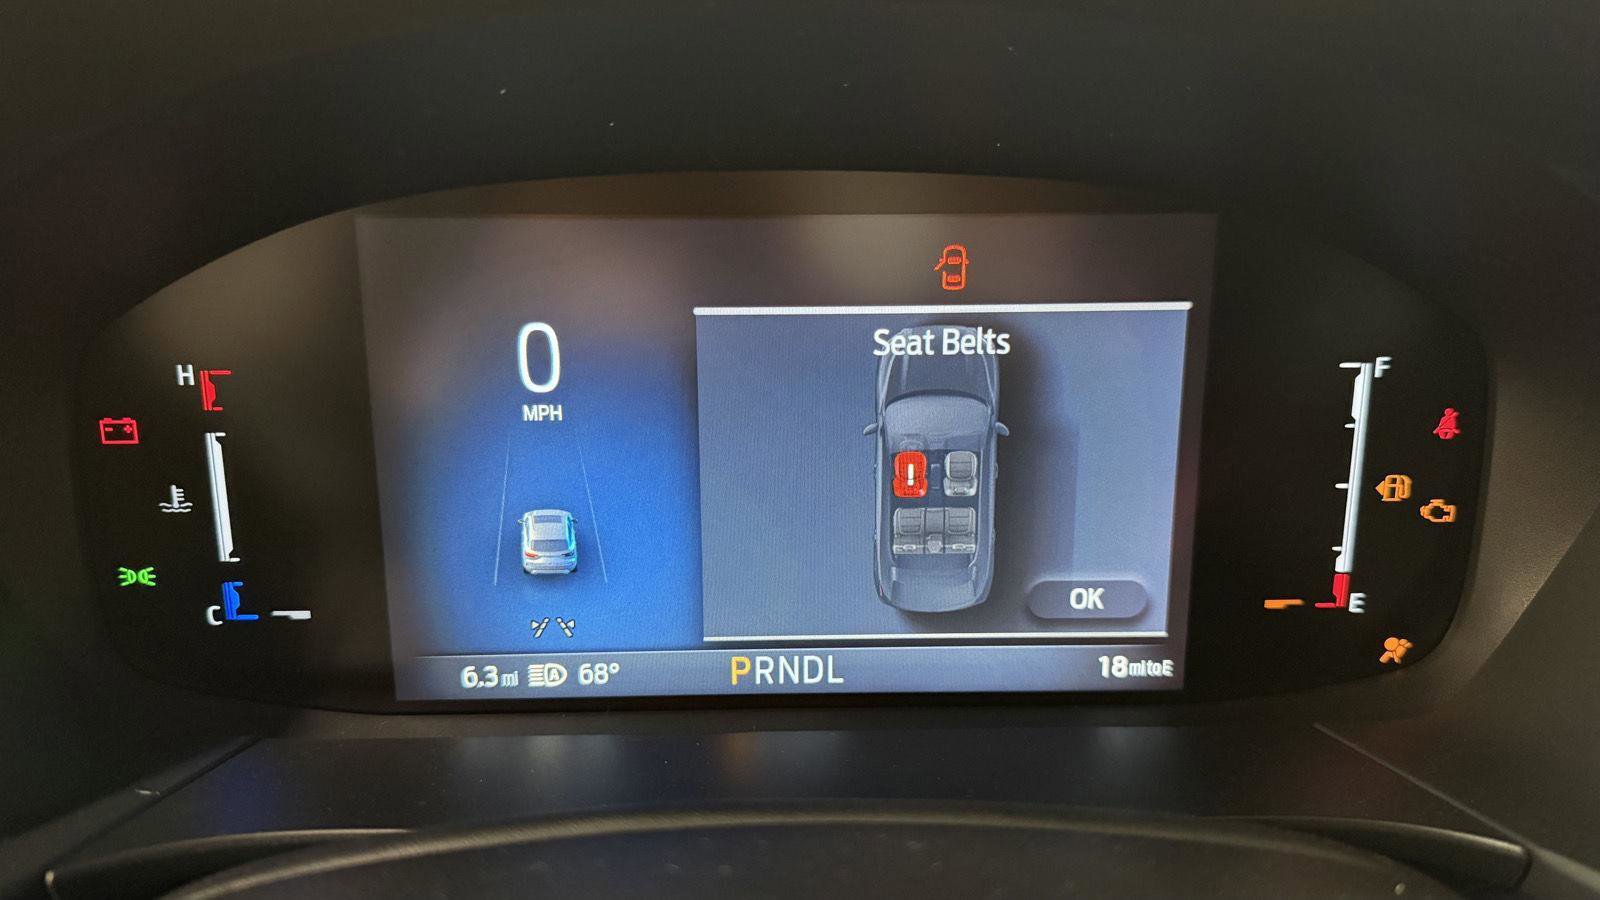 Seat Belts
0
MPH
H
F
C
E
OK
6.3 mi
A
68°
PRNDL
18 mi to E